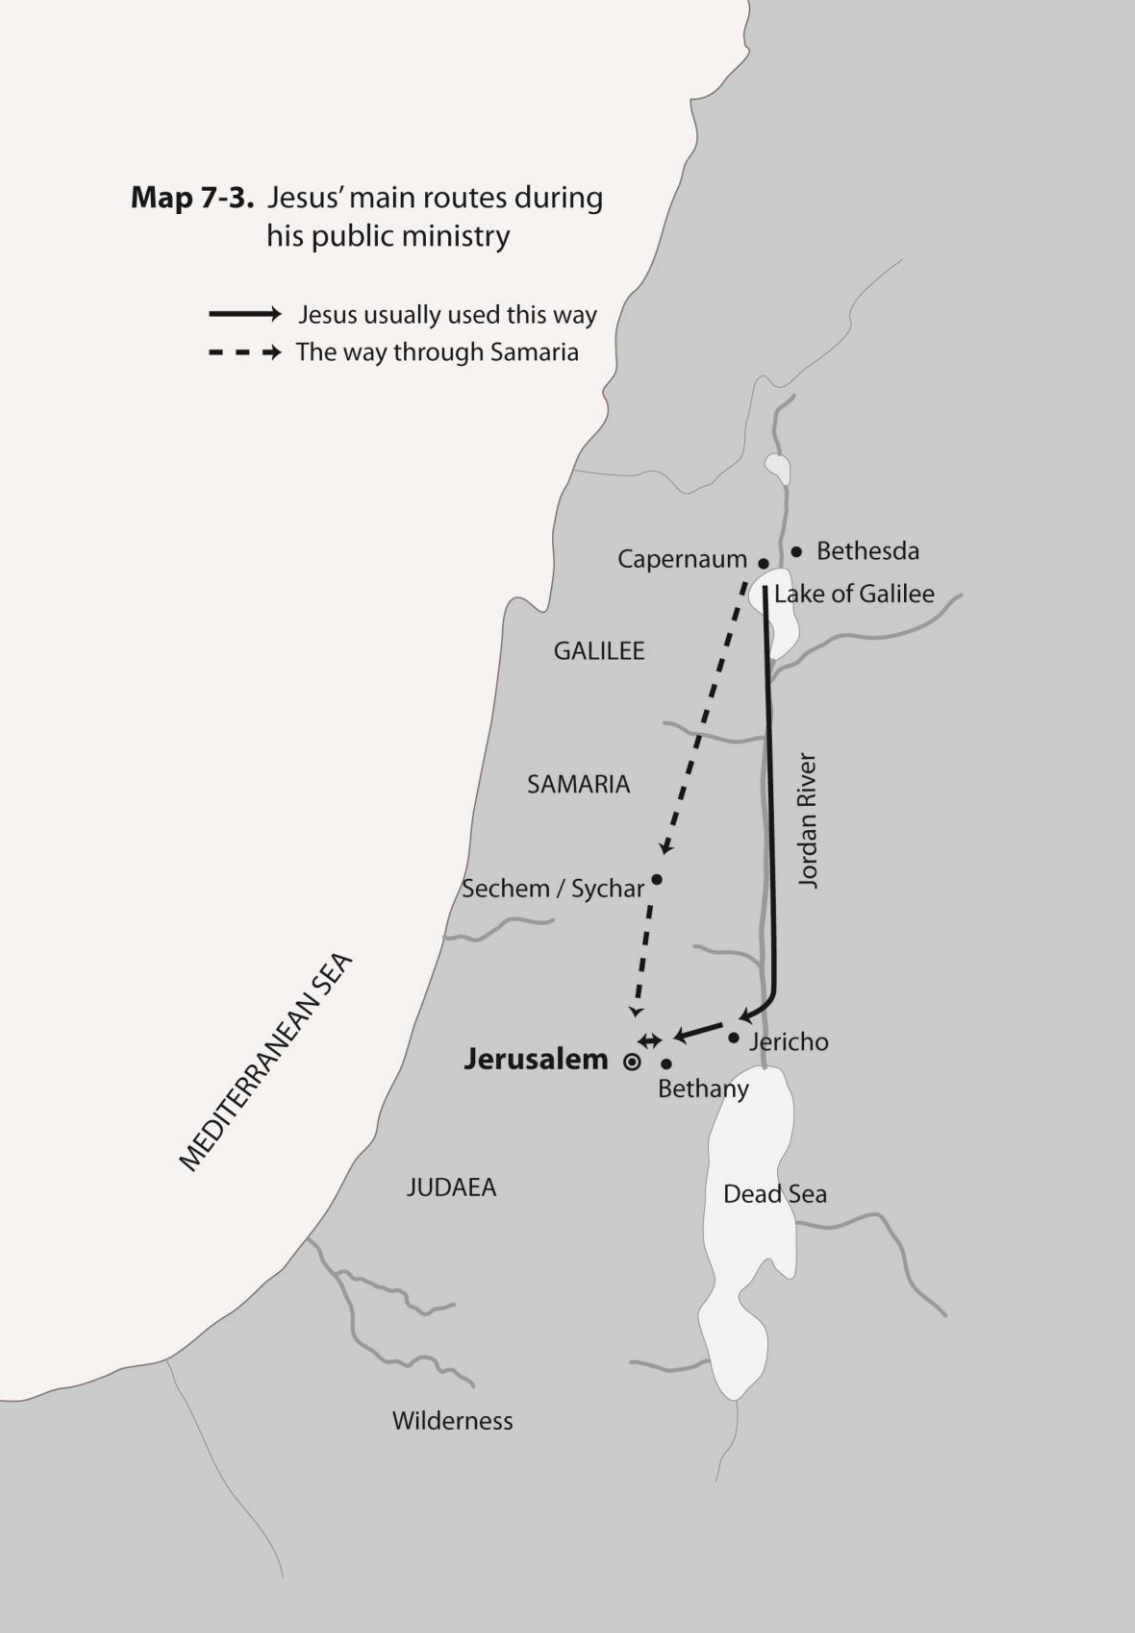 Map 7-3. Jesus' main routes during
his public ministry
Jesus usually used this way
The way through Samaria
Capernaum
Bethesda
Lake of Galilee
GALILEE
SAMARIA
Jordan River
Sechem / Sychar
MEDITERRANEAN SEA
Jerusalem
Jericho
Bethany
JUDAEA
Dead Sea
Wilderness